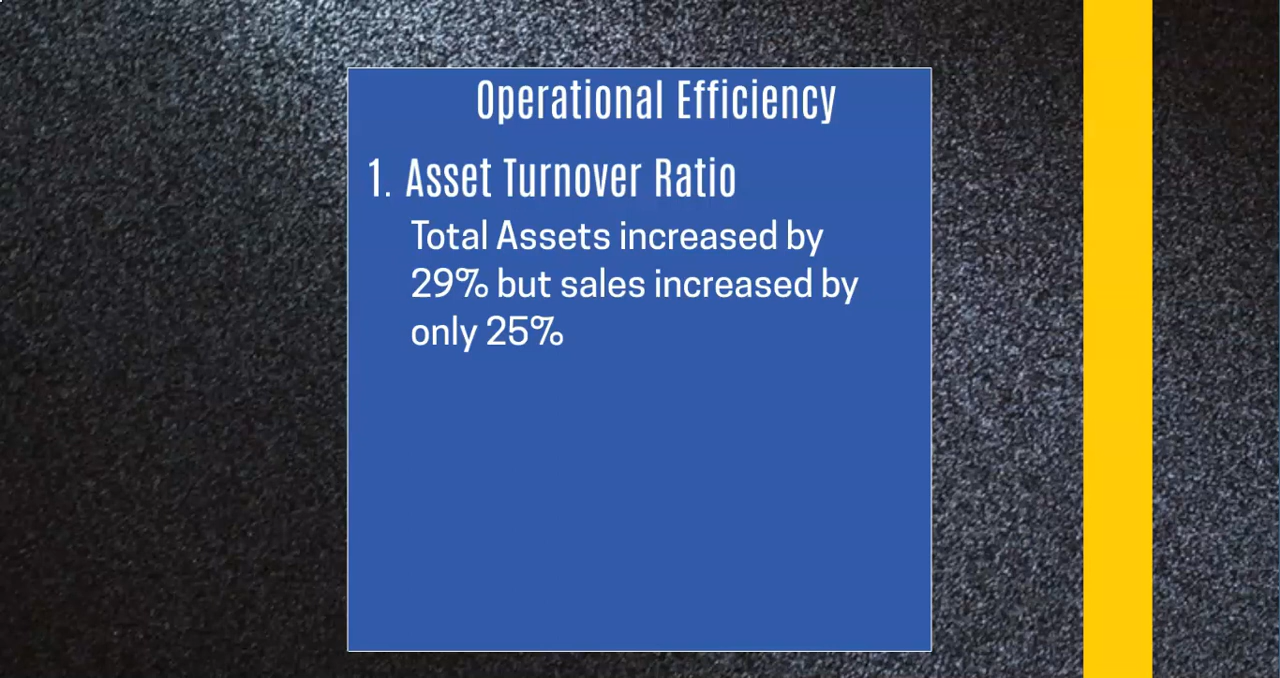 Operational Efficiency
1. Asset Turnover Ratio
Total Assets increased by
29% but sales increased by
only 25%